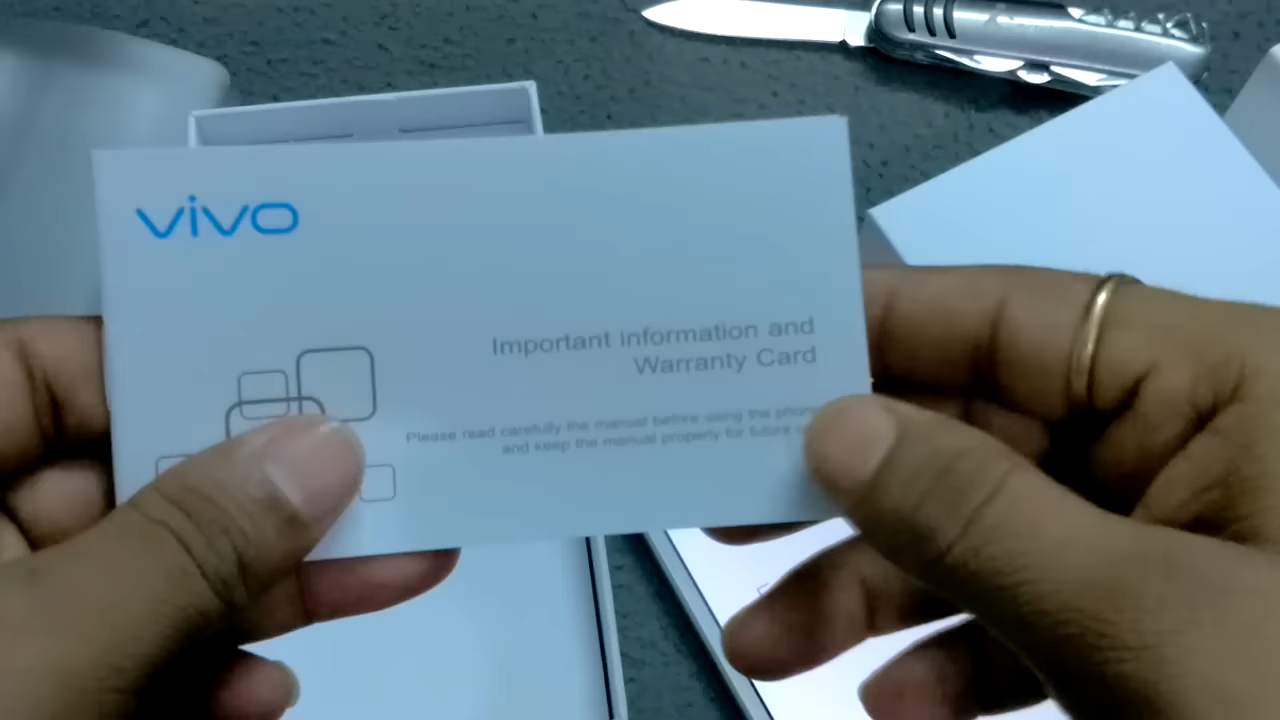 vivo
Important information and
Warranty Card
Please read carefully the manual before using the
and keep the manual properly for future